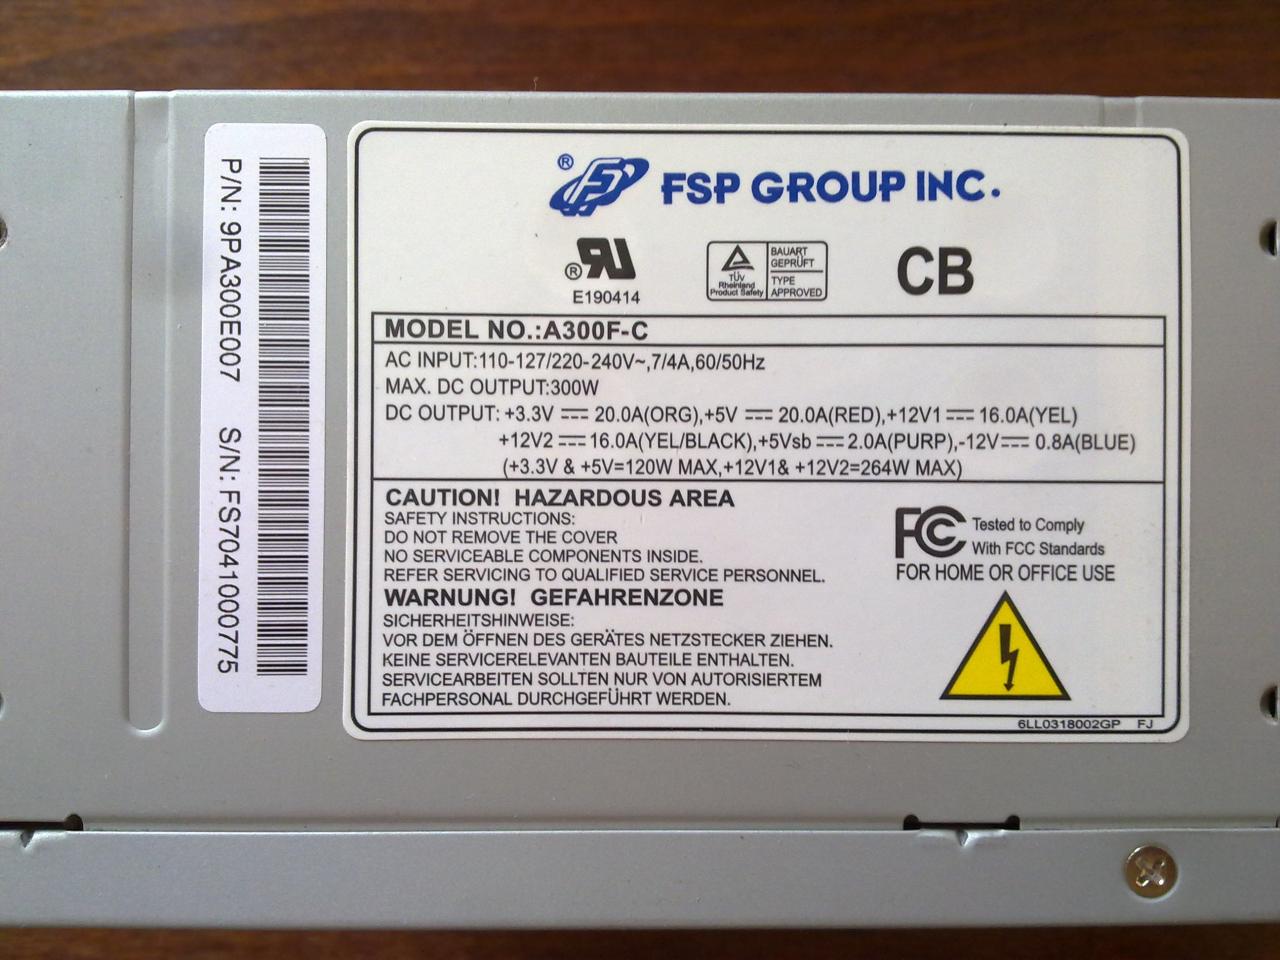 P/N: 9PA300E007 S/N: FS7041000775
® FSP GROUP INC.
®
E190414
TÜV
Rheinland
Product Safety
BAUART
GEPRÜFT
TYPE
APPROVED
CB
MODEL NO.:A300F-C
AC INPUT:110-127/220-240V~,7/4A,60/50Hz
MAX. DC OUTPUT:300W
DC OUTPUT: +3.3V ⎓ 20.0A(ORG),+5V ⎓ 20.0A(RED),+12V1 ⎓ 16.0A(YEL)
+12V2 ⎓ 16.0A(YEL/BLACK),+5Vsb ⎓ 2.0A(PURP),-12V ⎓ 0.8A(BLUE)
(+3.3V & +5V=120W MAX,+12V1& +12V2=264W MAX)
CAUTION! HAZARDOUS AREA
SAFETY INSTRUCTIONS:
DO NOT REMOVE THE COVER
NO SERVICEABLE COMPONENTS INSIDE.
REFER SERVICING TO QUALIFIED SERVICE PERSONNEL.
WARNUNG! GEFAHRENZONE
SICHERHEITSHINWEISE:
VOR DEM ÖFFNEN DES GERÄTES NETZSTECKER ZIEHEN.
KEINE SERVICERELEVANTEN BAUTEILE ENTHALTEN.
SERVICEARBEITEN SOLLTEN NUR VON AUTORISIERTEM
FACHPERSONAL DURCHGEFÜHRT WERDEN.
FC Tested to Comply
With FCC Standards
FOR HOME OR OFFICE USE
6LL0318002GP FJ